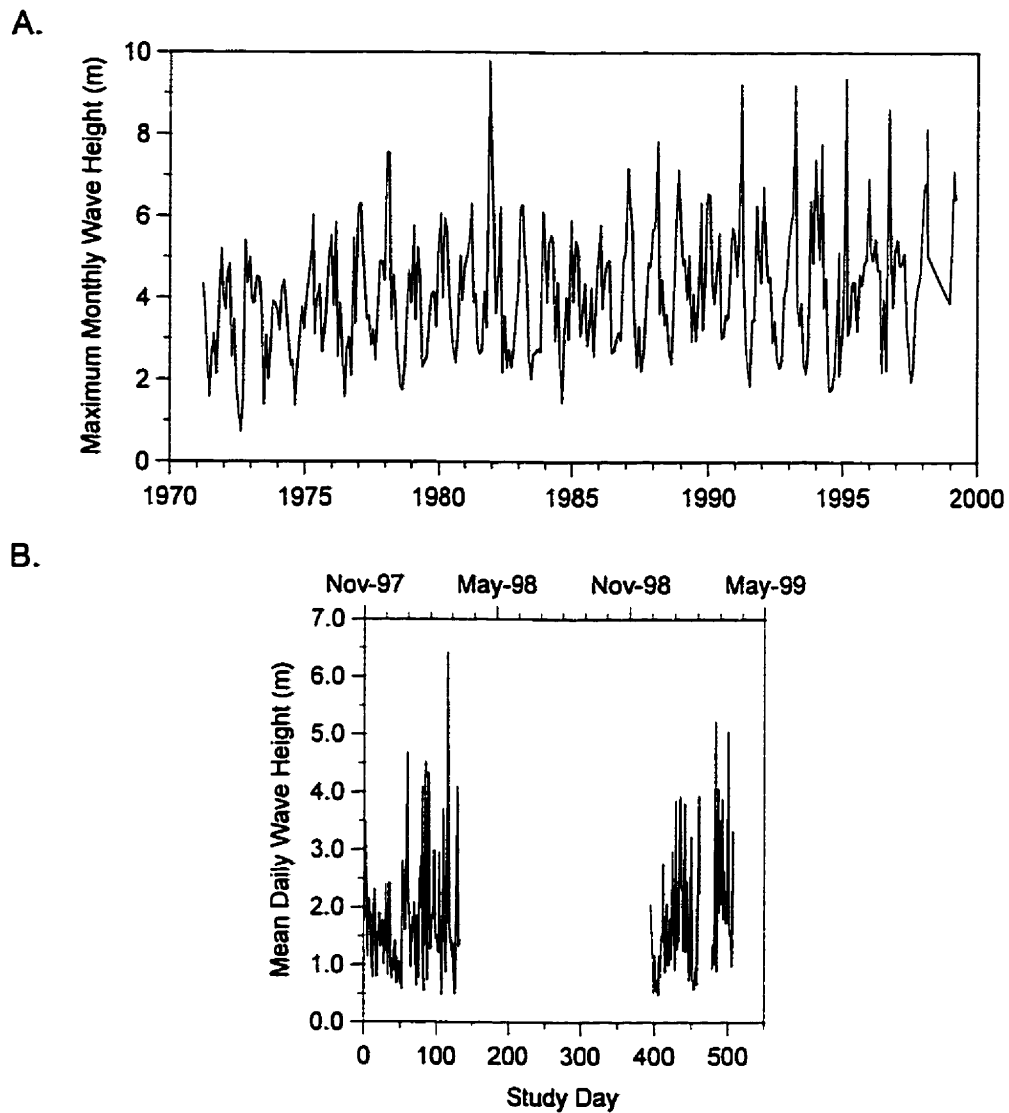 A.
Maximum Monthly Wave Height (m)
10
8
6
4
2
0
1970 1975 1980 1985 1990 1995 2000
B.
Nov-97 May-98 Nov-98 May-99
Mean Daily Wave Height (m)
7.0
6.0
5.0
4.0
3.0
2.0
1.0
0.0
0 100 200 300 400 500
Study Day